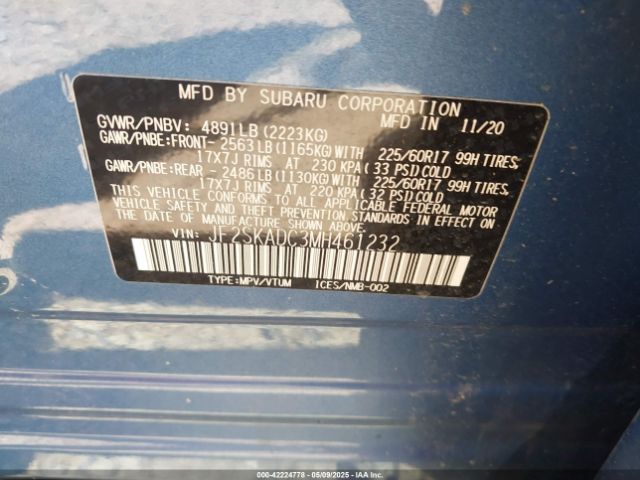 MFD BY SUBARU CORPORATION MFD IN 11/20
GVWR/PNBV: 4891LB(2223KG)
GAWR/PNBE:FRONT- 2563LB(1165KG)WITH 225/60R17 99H TIRES,
17X7J RIMS AT 230 KPA(33 PSI)COLD
GAWR/PNBE:REAR - 2486LB(1130KG)WITH 225/60R17 99H TIRES,
17X7J RIMS AT 220 KPA(32 PSI)COLD
THIS VEHICLE CONFORMS TO ALL APPLICABLE FEDERAL MOTOR
VEHICLE SAFETY AND THEFT PREVENTION STANDARDS IN
EFFECT ON THE DATE OF MANUFACTURE SHOWN ABOVE.
VIN: JF2SKADC3MH461232
TYPE:MPV/VTUM ICES/NMB-002
000-42224778 - 05/09/2025 - IAAI.COM